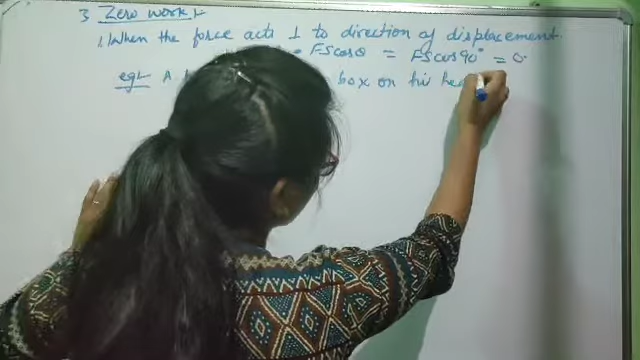 3 Zero work :-
1. When the force acts ⊥ to direction of displacement.
FScosθ = FScos90° = 0.
eg:- A box on his hea